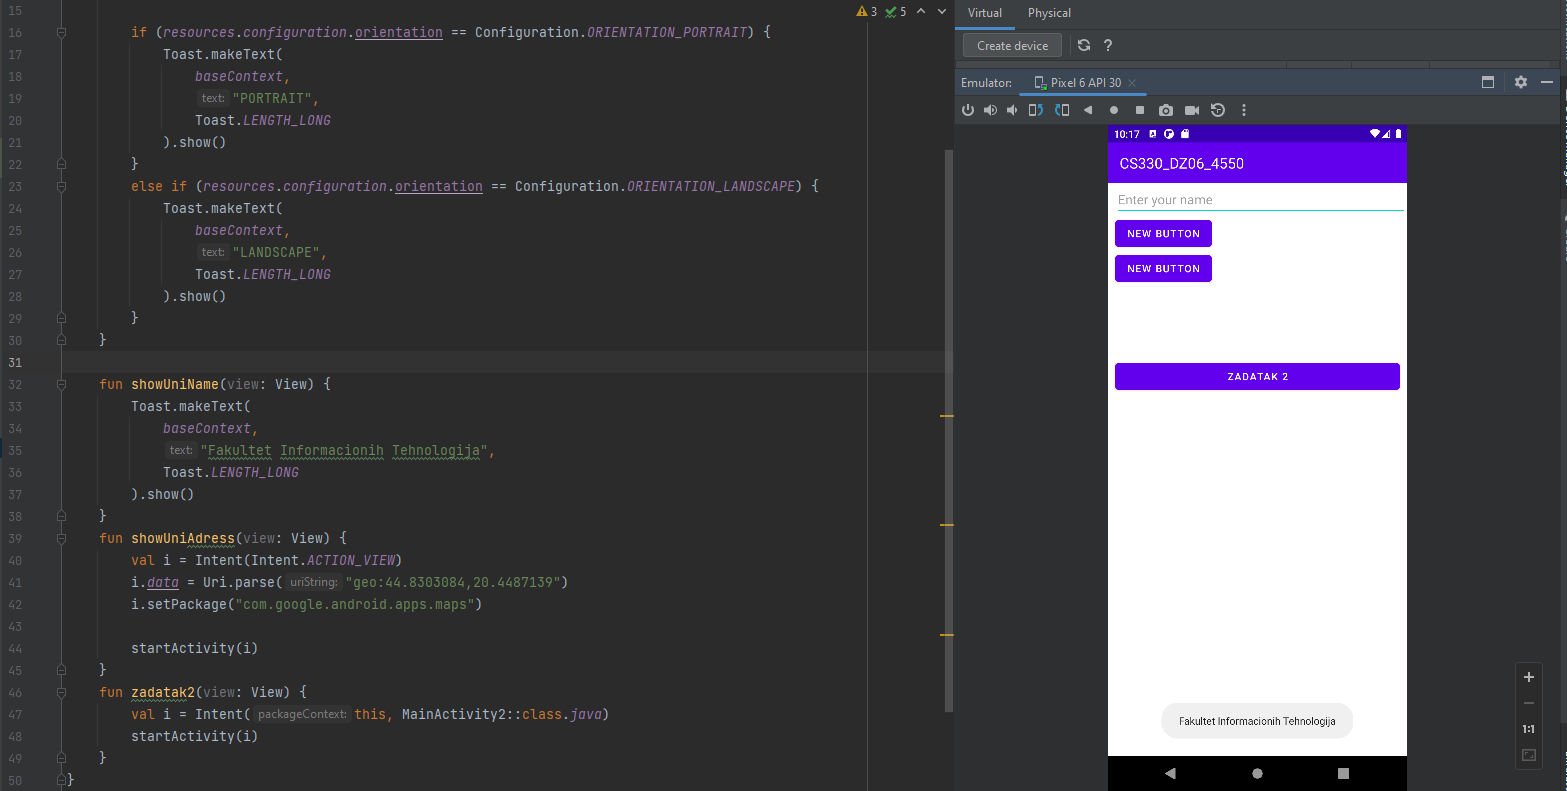 15
16 if (resources.configuration.orientation == Configuration.ORIENTATION_PORTRAIT) {
17 Toast.makeText(
18 baseContext,
19 text: "PORTRAIT",
20 Toast.LENGTH_LONG
21 ).show()
22 }
23 else if (resources.configuration.orientation == Configuration.ORIENTATION_LANDSCAPE) {
24 Toast.makeText(
25 baseContext,
26 text: "LANDSCAPE",
27 Toast.LENGTH_LONG
28 ).show()
29 }
30 }
31
32 fun showUniName(view: View) {
33 Toast.makeText(
34 baseContext,
35 text: "Fakultet Informacionih Tehnologija",
36 Toast.LENGTH_LONG
37 ).show()
38 }
39 fun showUniAdress(view: View) {
40 val i = Intent(Intent.ACTION_VIEW)
41 i.data = Uri.parse( uriString: "geo:44.8303084,20.4487139")
42 i.setPackage("com.google.android.apps.maps")
43
44 startActivity(i)
45 }
46 fun zadatak2(view: View) {
47 val i = Intent( packageContext: this, MainActivity2::class.java)
48 startActivity(i)
49 }
50 }
3 5
Virtual Physical
Create device ?
Emulator: Pixel 6 API 30
10:17
CS330_DZ06_4550
Enter your name
NEW BUTTON
NEW BUTTON
ZADATAK 2
Fakultet Informacionih Tehnologija
+
−
1:1